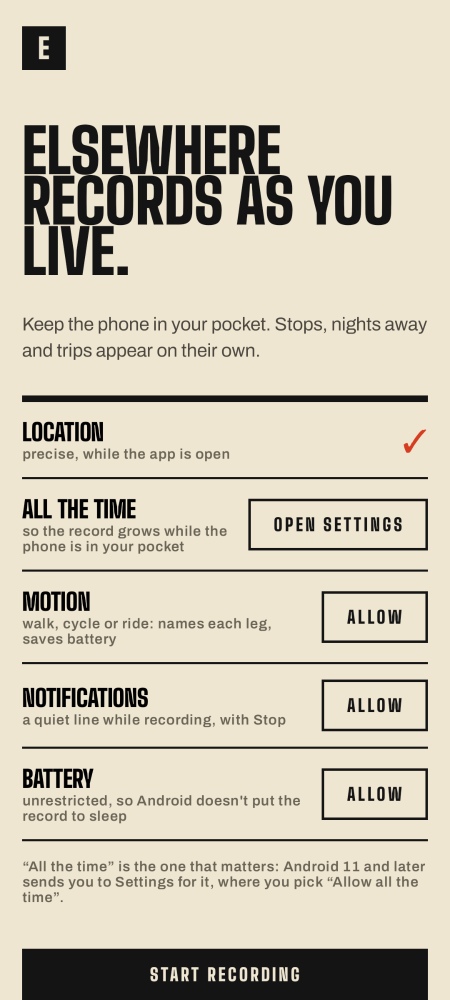 E
ELSEWHERE
RECORDS AS YOU
LIVE.
Keep the phone in your pocket. Stops, nights away
and trips appear on their own.
LOCATION
precise, while the app is open
✓
ALL THE TIME
so the record grows while the
phone is in your pocket
OPEN SETTINGS
MOTION
walk, cycle or ride: names each leg,
saves battery
ALLOW
NOTIFICATIONS
a quiet line while recording, with Stop
ALLOW
BATTERY
unrestricted, so Android doesn't put the
record to sleep
ALLOW
“All the time” is the one that matters: Android 11 and later
sends you to Settings for it, where you pick “Allow all the
time”.
START RECORDING